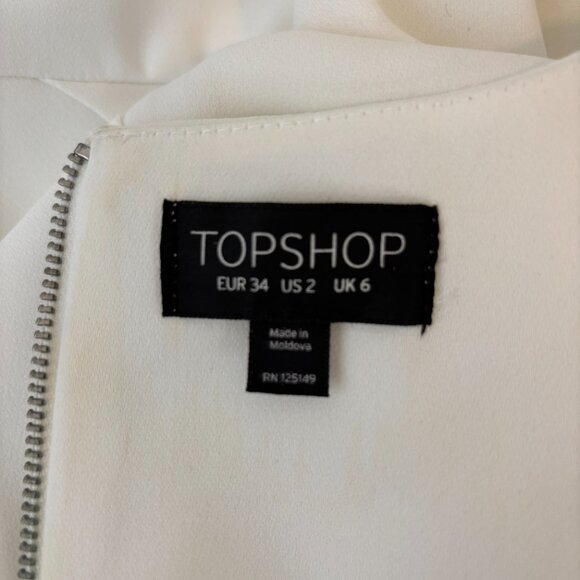 TOPSHOP
EUR 34 US 2 UK 6
Made in
Moldova
RN 125149